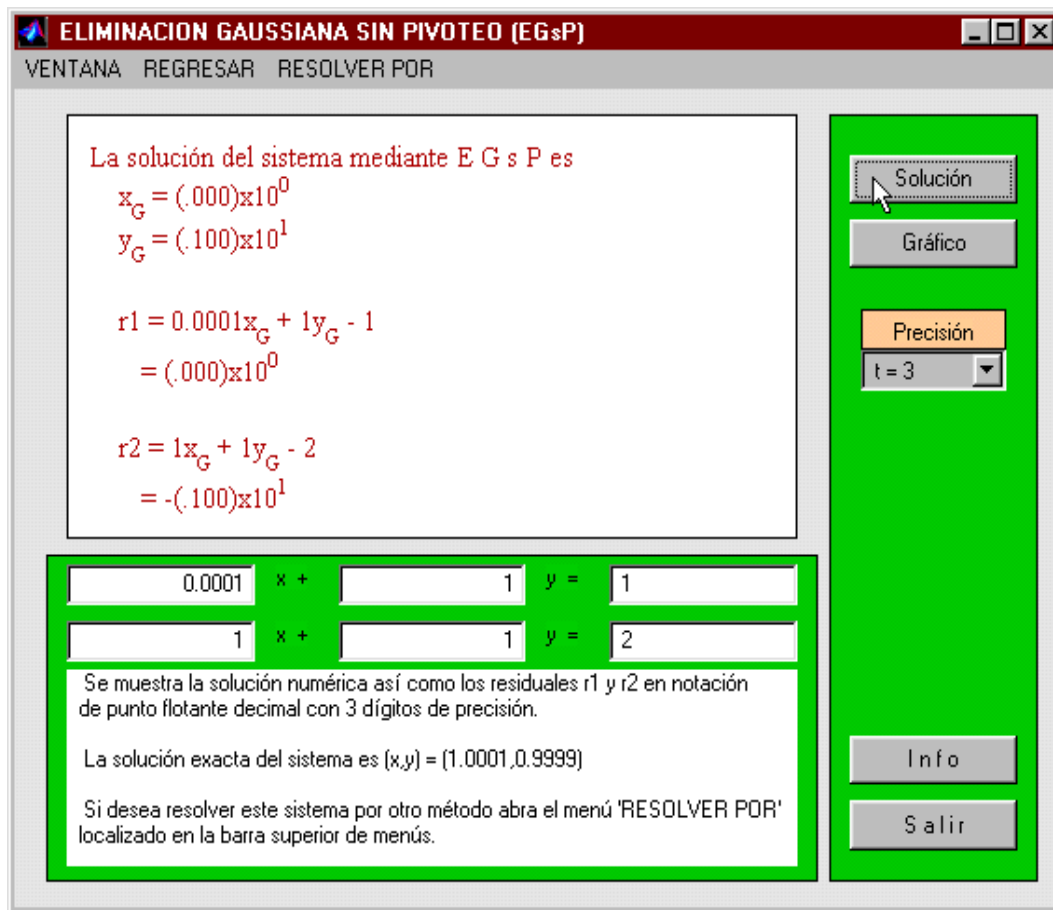 ELIMINACION GAUSSIANA SIN PIVOTEO (EGsP)
VENTANA REGRESAR RESOLVER POR
La solución del sistema mediante E G s P es
x_G = (.000)x10^0
y_G = (.100)x10^1
r1 = 0.0001x_G + 1y_G - 1
= (.000)x10^0
r2 = 1x_G + 1y_G - 2
= -(.100)x10^1
Solución
Gráfico
Precisión
t = 3
0.0001 x + 1 y = 1
1 x + 1 y = 2
Se muestra la solución numérica así como los residuales r1 y r2 en notación
de punto flotante decimal con 3 dígitos de precisión.
La solución exacta del sistema es (x,y) = (1.0001,0.9999)
Si desea resolver este sistema por otro método abra el menú 'RESOLVER POR'
localizado en la barra superior de menús.
I n f o
S a l i r